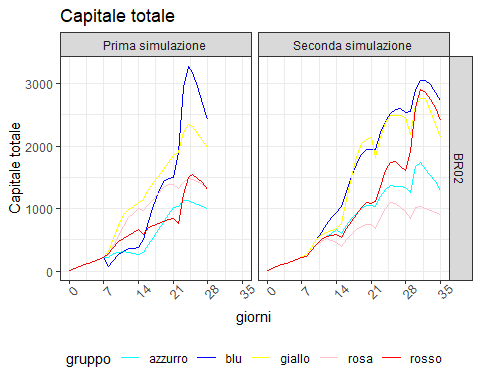 Capitale totale
Prima simulazione
Seconda simulazione
BR02
Capitale totale
3000
2000
1000
0
0 7 14 21 28 35
0 7 14 21 28 35
giorni
gruppo azzurro blu giallo rosa rosso